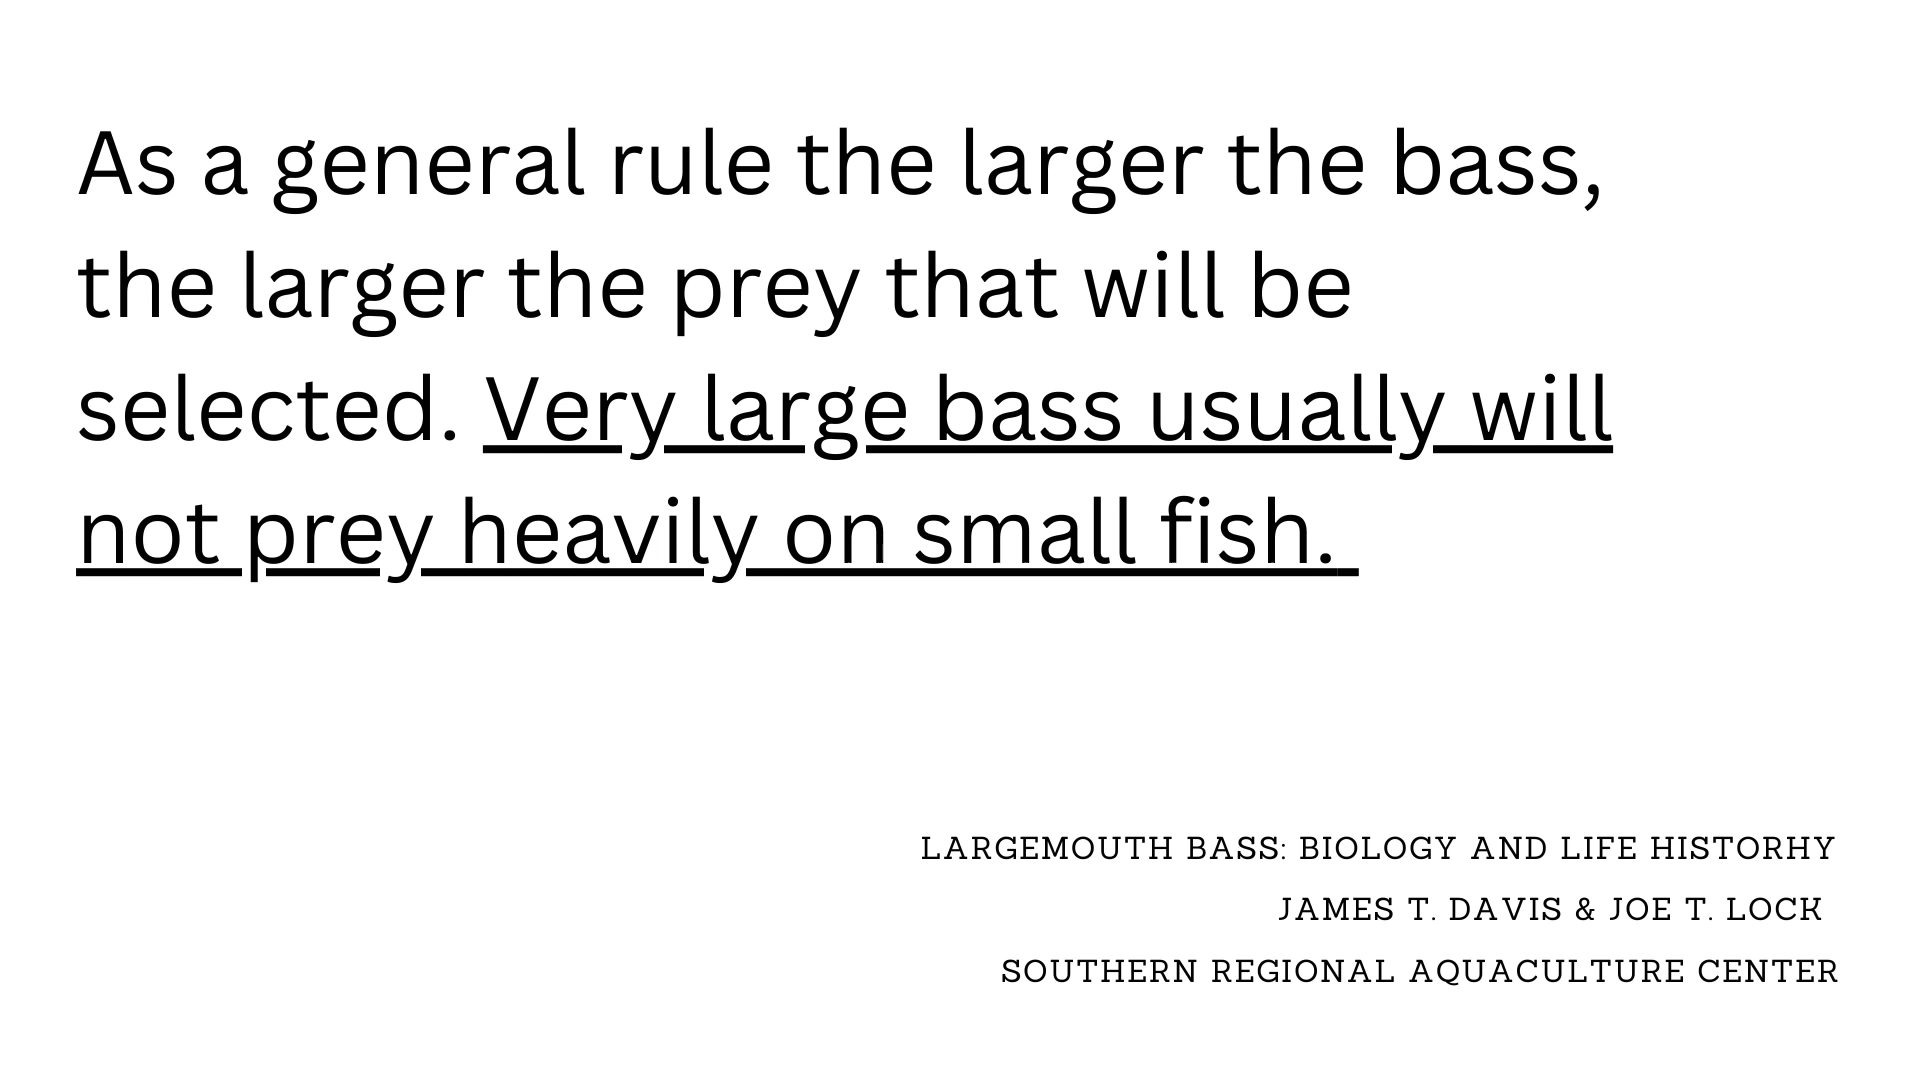 As a general rule the larger the bass,
the larger the prey that will be
selected. Very large bass usually will
not prey heavily on small fish.
LARGEMOUTH BASS: BIOLOGY AND LIFE HISTORHY
JAMES T. DAVIS & JOE T. LOCK
SOUTHERN REGIONAL AQUACULTURE CENTER